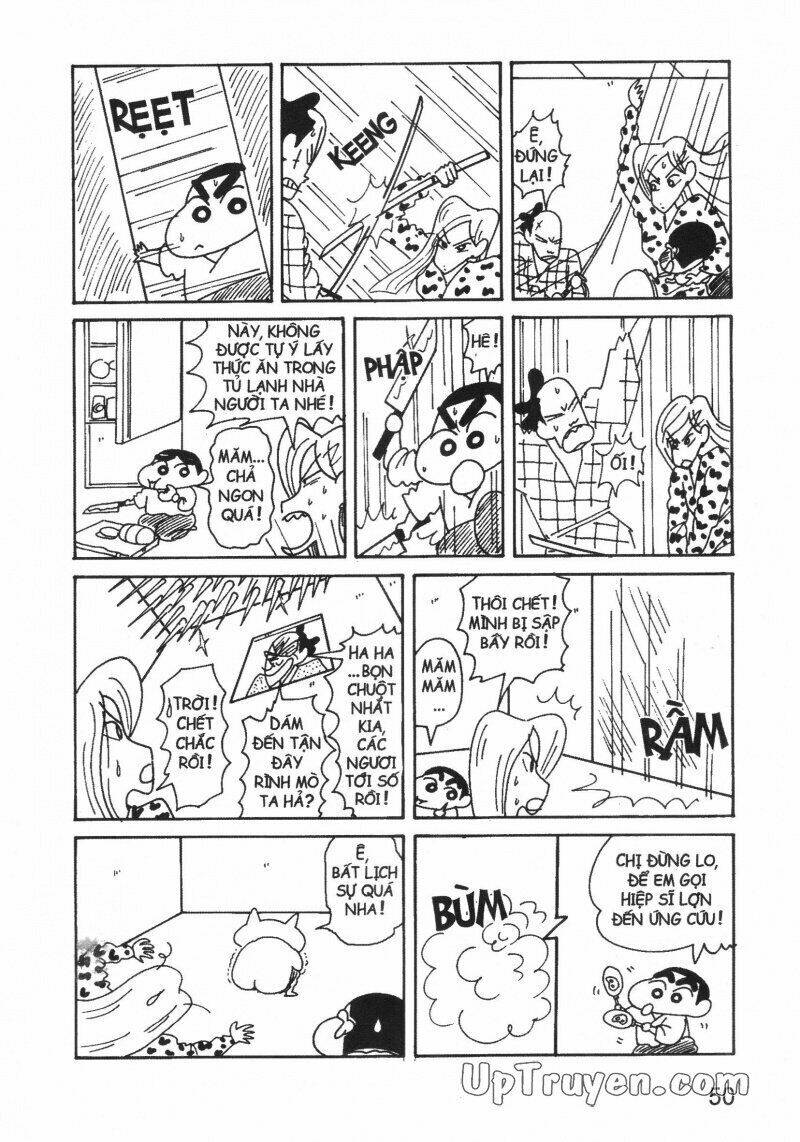 Ê,
ĐỨNG
LẠI!
KEENG
RẸẸT
ỐI!
HÊ!
PHẬP
NÀY, KHÔNG
ĐƯỢC TỰ Ý LẤY
THỨC ĂN TRONG
TỦ LẠNH NHÀ
NGƯỜI TA NHÉ!
MĂM...
CHẢ
NGON
QUÁ!
RẦM
THÔI CHẾT!
MÌNH BỊ SẬP
BẪY RỒI!
MĂM
MĂM
...
HA HA
...BỌN
CHUỘT
NHẮT
KIA,
CÁC
NGƯƠI
TỚI SỐ
RỒI!
DÁM
ĐẾN TẬN
ĐÂY
RÌNH MÒ
TA HẢ?
TRỜI!
CHẾT
CHẮC
RỒI!
CHỊ ĐỪNG LO,
ĐỂ EM GỌI
HIỆP SĨ LỢN
ĐẾN ỨNG CỨU!
BÙM
Ê,
BẤT LỊCH
SỰ QUÁ
NHA!
UpTruyen.com
50